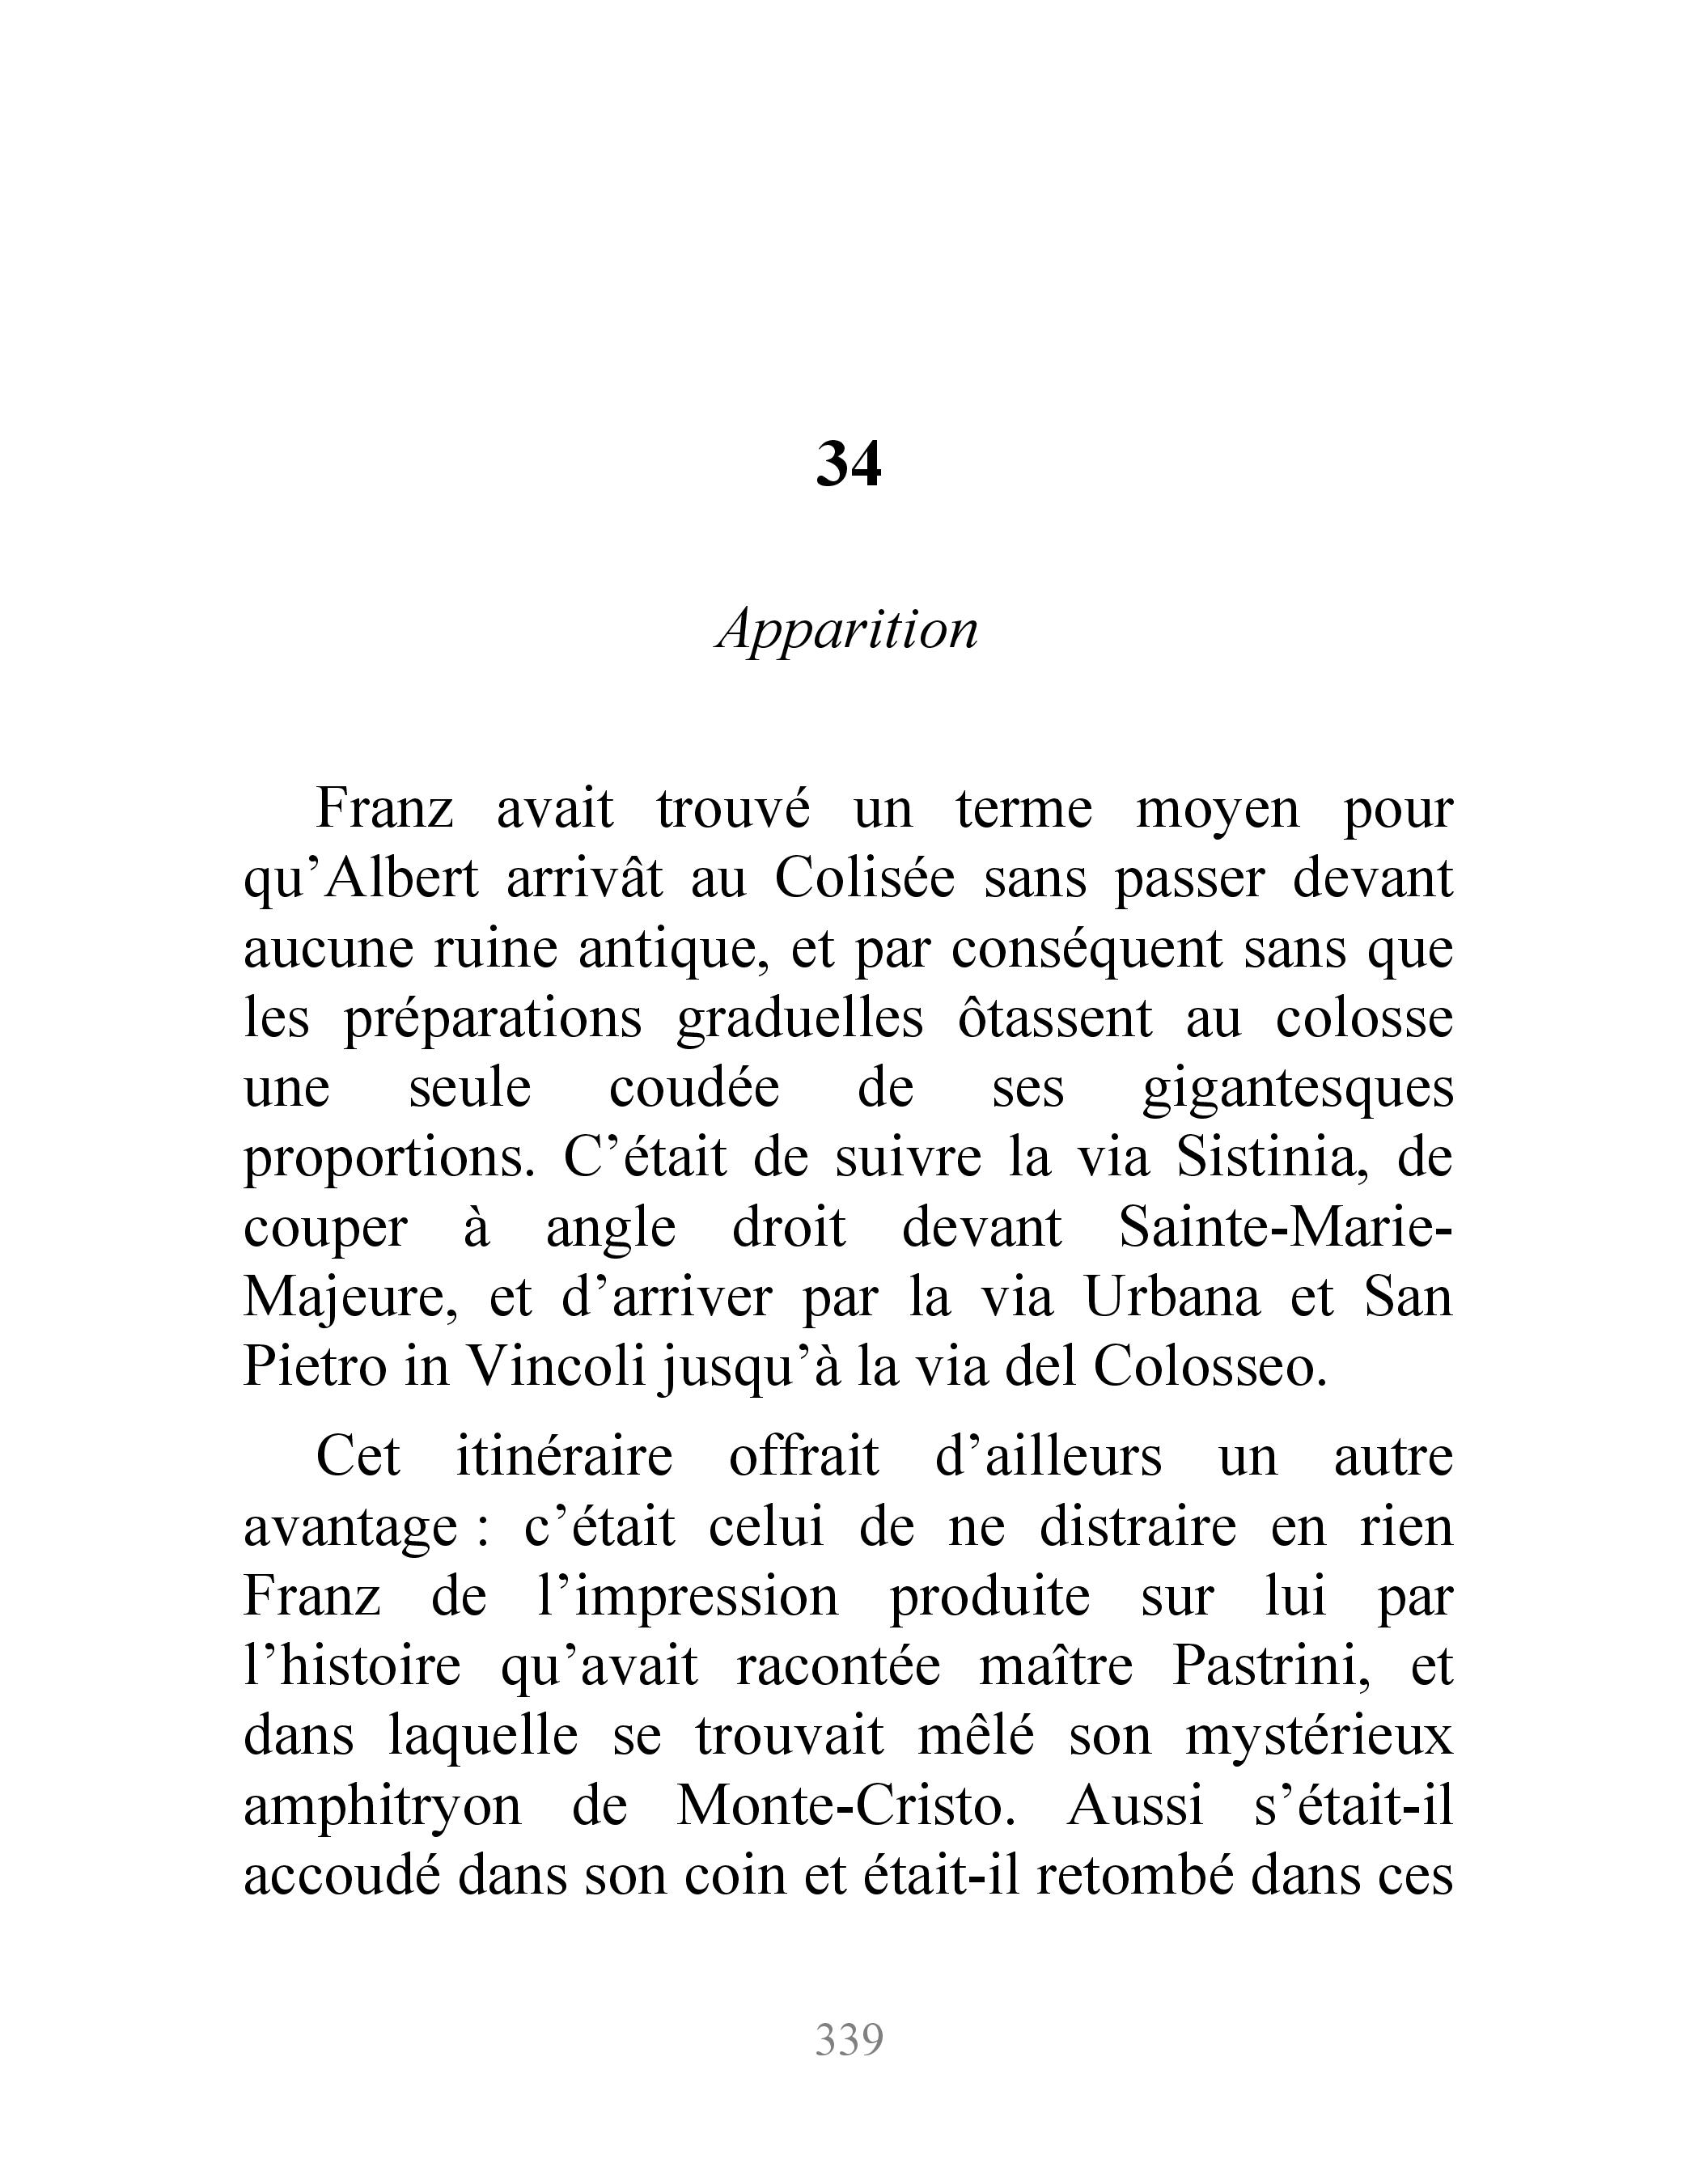 34
Apparition
Franz avait trouvé un terme moyen pour
qu’Albert arrivât au Colisée sans passer devant
aucune ruine antique, et par conséquent sans que
les préparations graduelles ôtassent au colosse
une seule coudée de ses gigantesques
proportions. C’était de suivre la via Sistinia, de
couper à angle droit devant Sainte-Marie-
Majeure, et d’arriver par la via Urbana et San
Pietro in Vincoli jusqu’à la via del Colosseo.
Cet itinéraire offrait d’ailleurs un autre
avantage : c’était celui de ne distraire en rien
Franz de l’impression produite sur lui par
l’histoire qu’avait racontée maître Pastrini, et
dans laquelle se trouvait mêlé son mystérieux
amphitryon de Monte-Cristo. Aussi s’était-il
accoudé dans son coin et était-il retombé dans ces
339